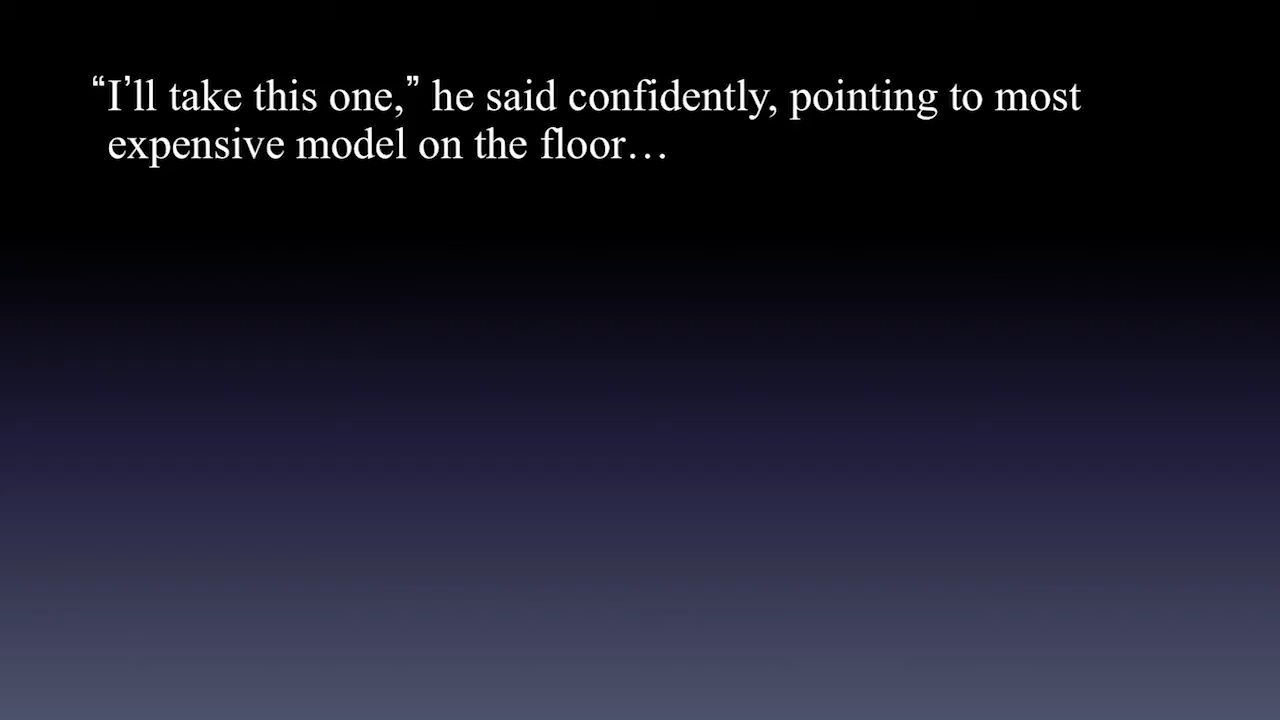 “I’ll take this one,” he said confidently, pointing to most
expensive model on the floor…